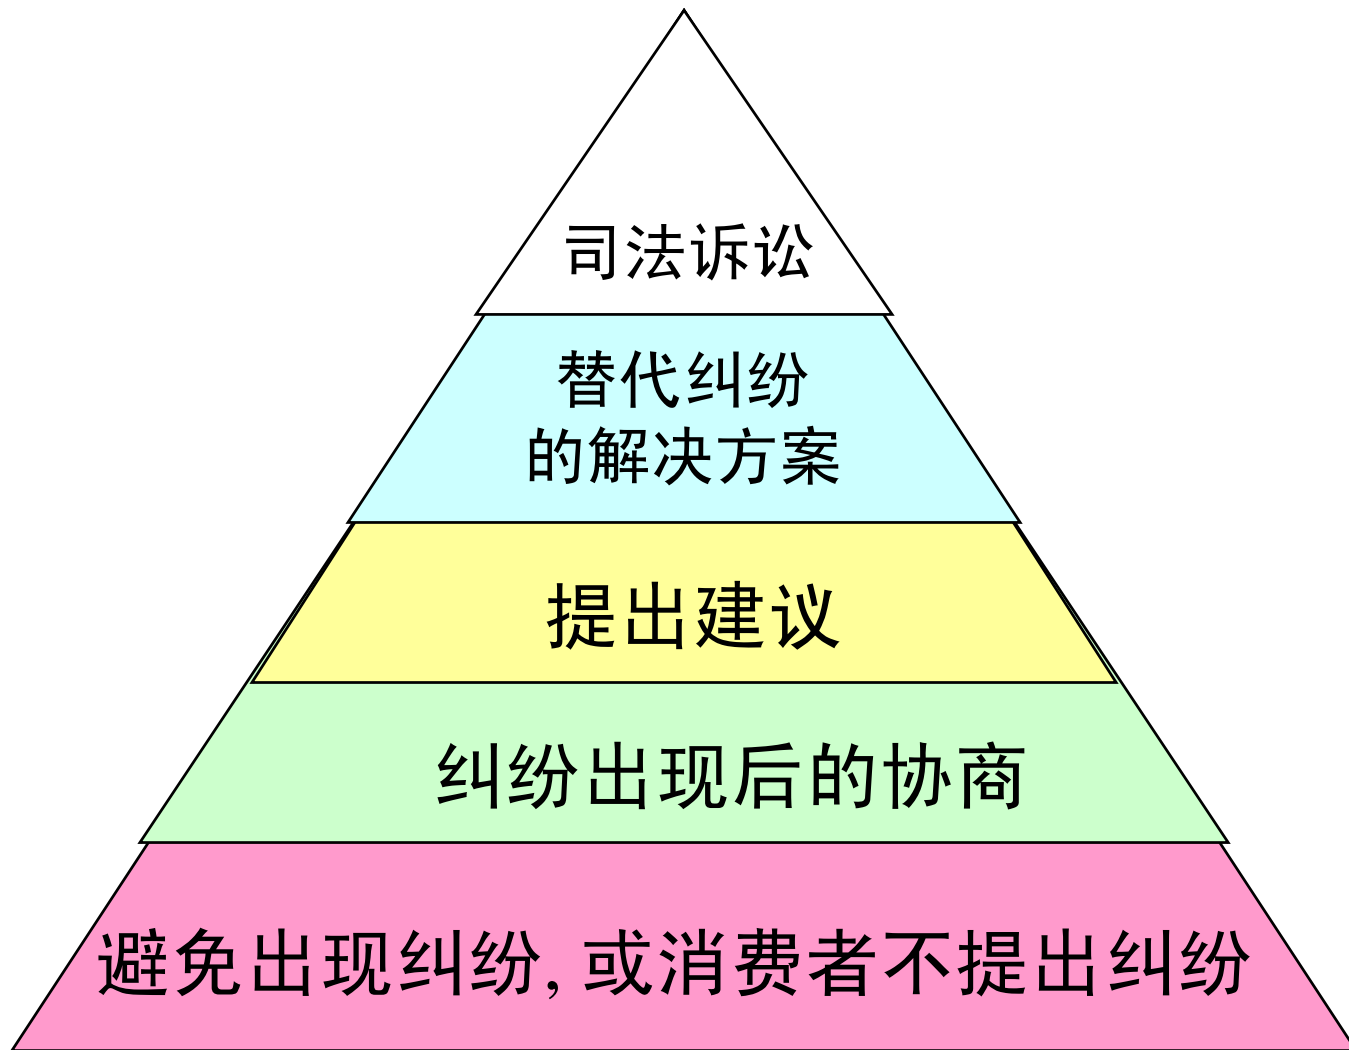 司法诉讼
替代纠纷
的解决方案
提出建议
纠纷出现后的协商
避免出现纠纷, 或消费者不提出纠纷